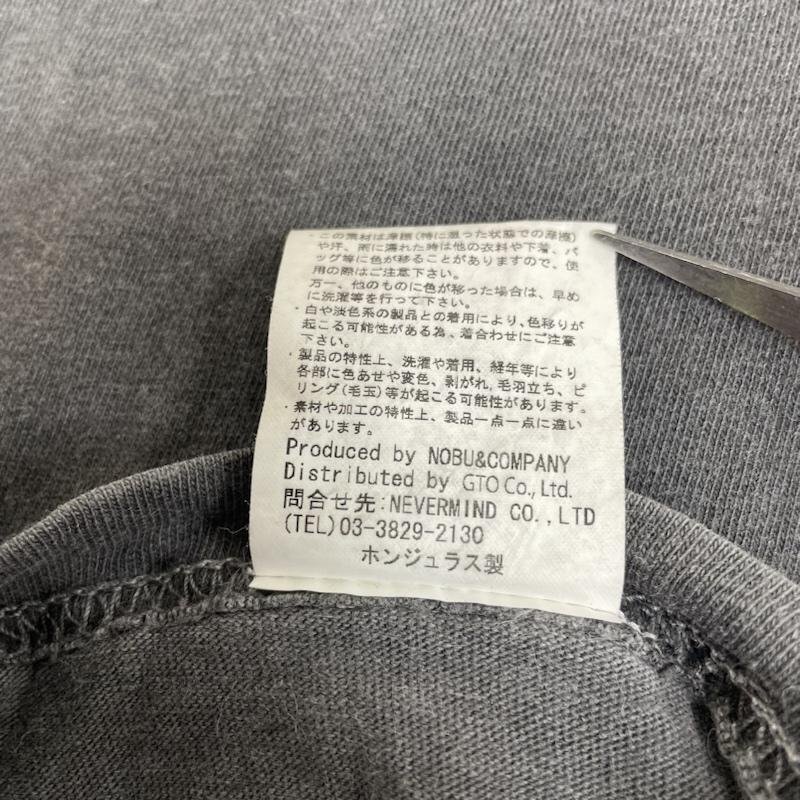 ・この素材は摩擦(特に湿った状態での摩擦)
や汗、雨に濡れた時は他の衣料や下着、バ
ッグ等に色が移ることがありますので、使
用の際はご注意下さい。
万一、他のものに色が移った場合は、早め
に洗濯等を行って下さい。
・白や淡色系の製品との着用により、色移りが
起こる可能性がある為、着合わせにご注意
下さい。
・製品の特性上、洗濯や着用、経年等により
各部に色あせや変色、剥がれ,毛羽立ち、ピ
リング(毛玉)等が起こる可能性があります。
・素材や加工の特性上、製品一点一点に違い
があります。
Produced by NOBU&COMPANY
Distributed by GTO Co., Ltd.
問合せ先:NEVERMIND CO.,LTD
(TEL)03-3829-2130
ホンジュラス製